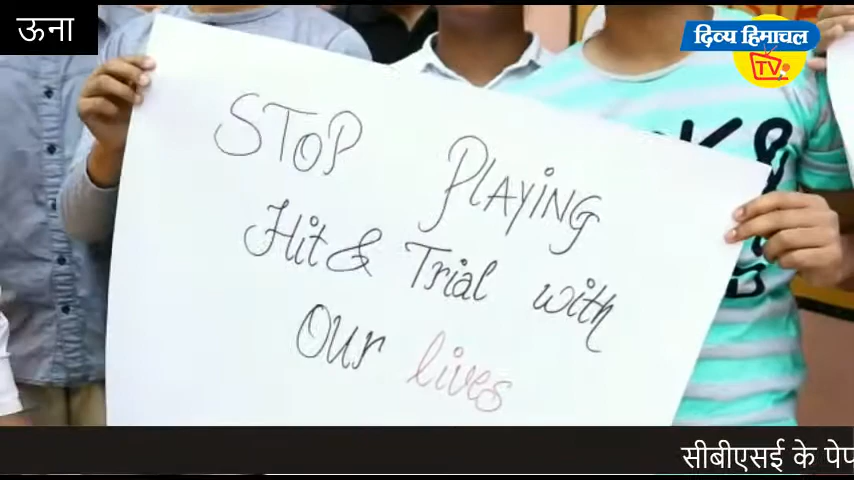 ऊना
दिव्य हिमाचल
TV
STOP PLAYING
Hit & Trial with
Our lives
सीबीएसई के पेप